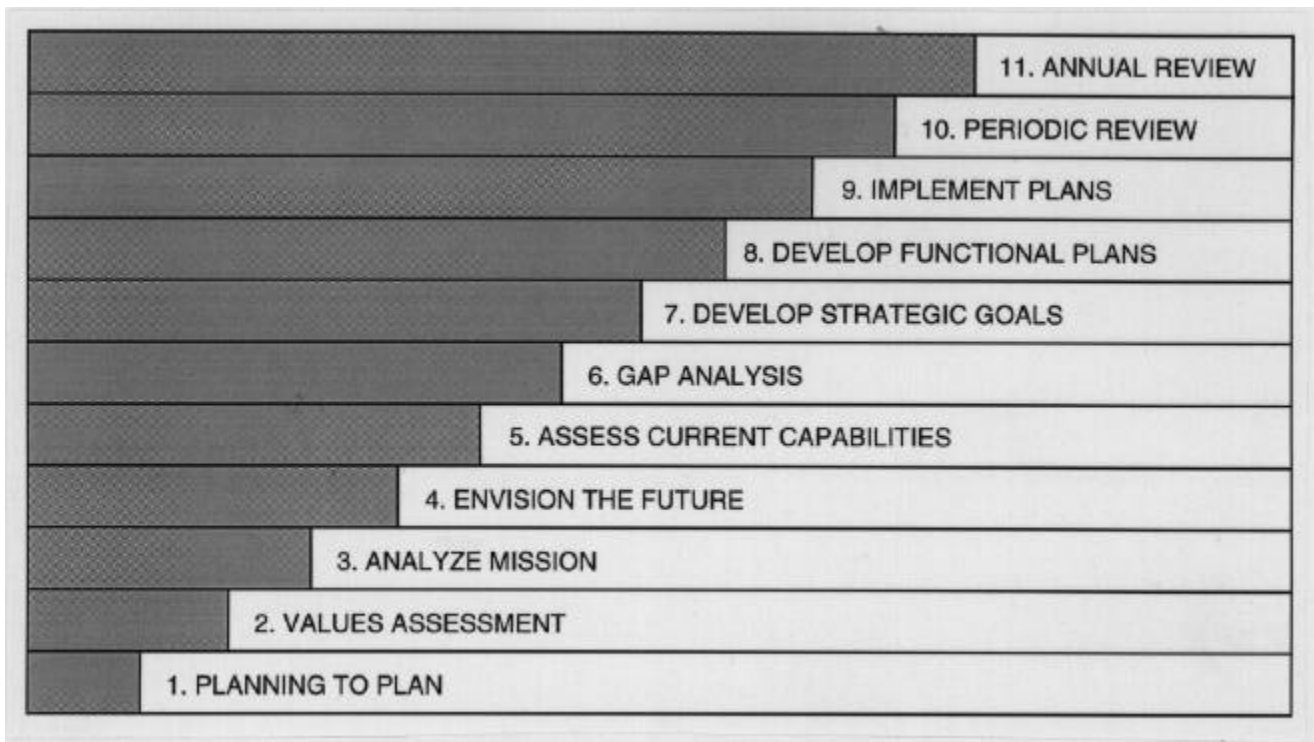 11. ANNUAL REVIEW
10. PERIODIC REVIEW
9. IMPLEMENT PLANS
8. DEVELOP FUNCTIONAL PLANS
7. DEVELOP STRATEGIC GOALS
6. GAP ANALYSIS
5. ASSESS CURRENT CAPABILITIES
4. ENVISION THE FUTURE
3. ANALYZE MISSION
2. VALUES ASSESSMENT
1. PLANNING TO PLAN